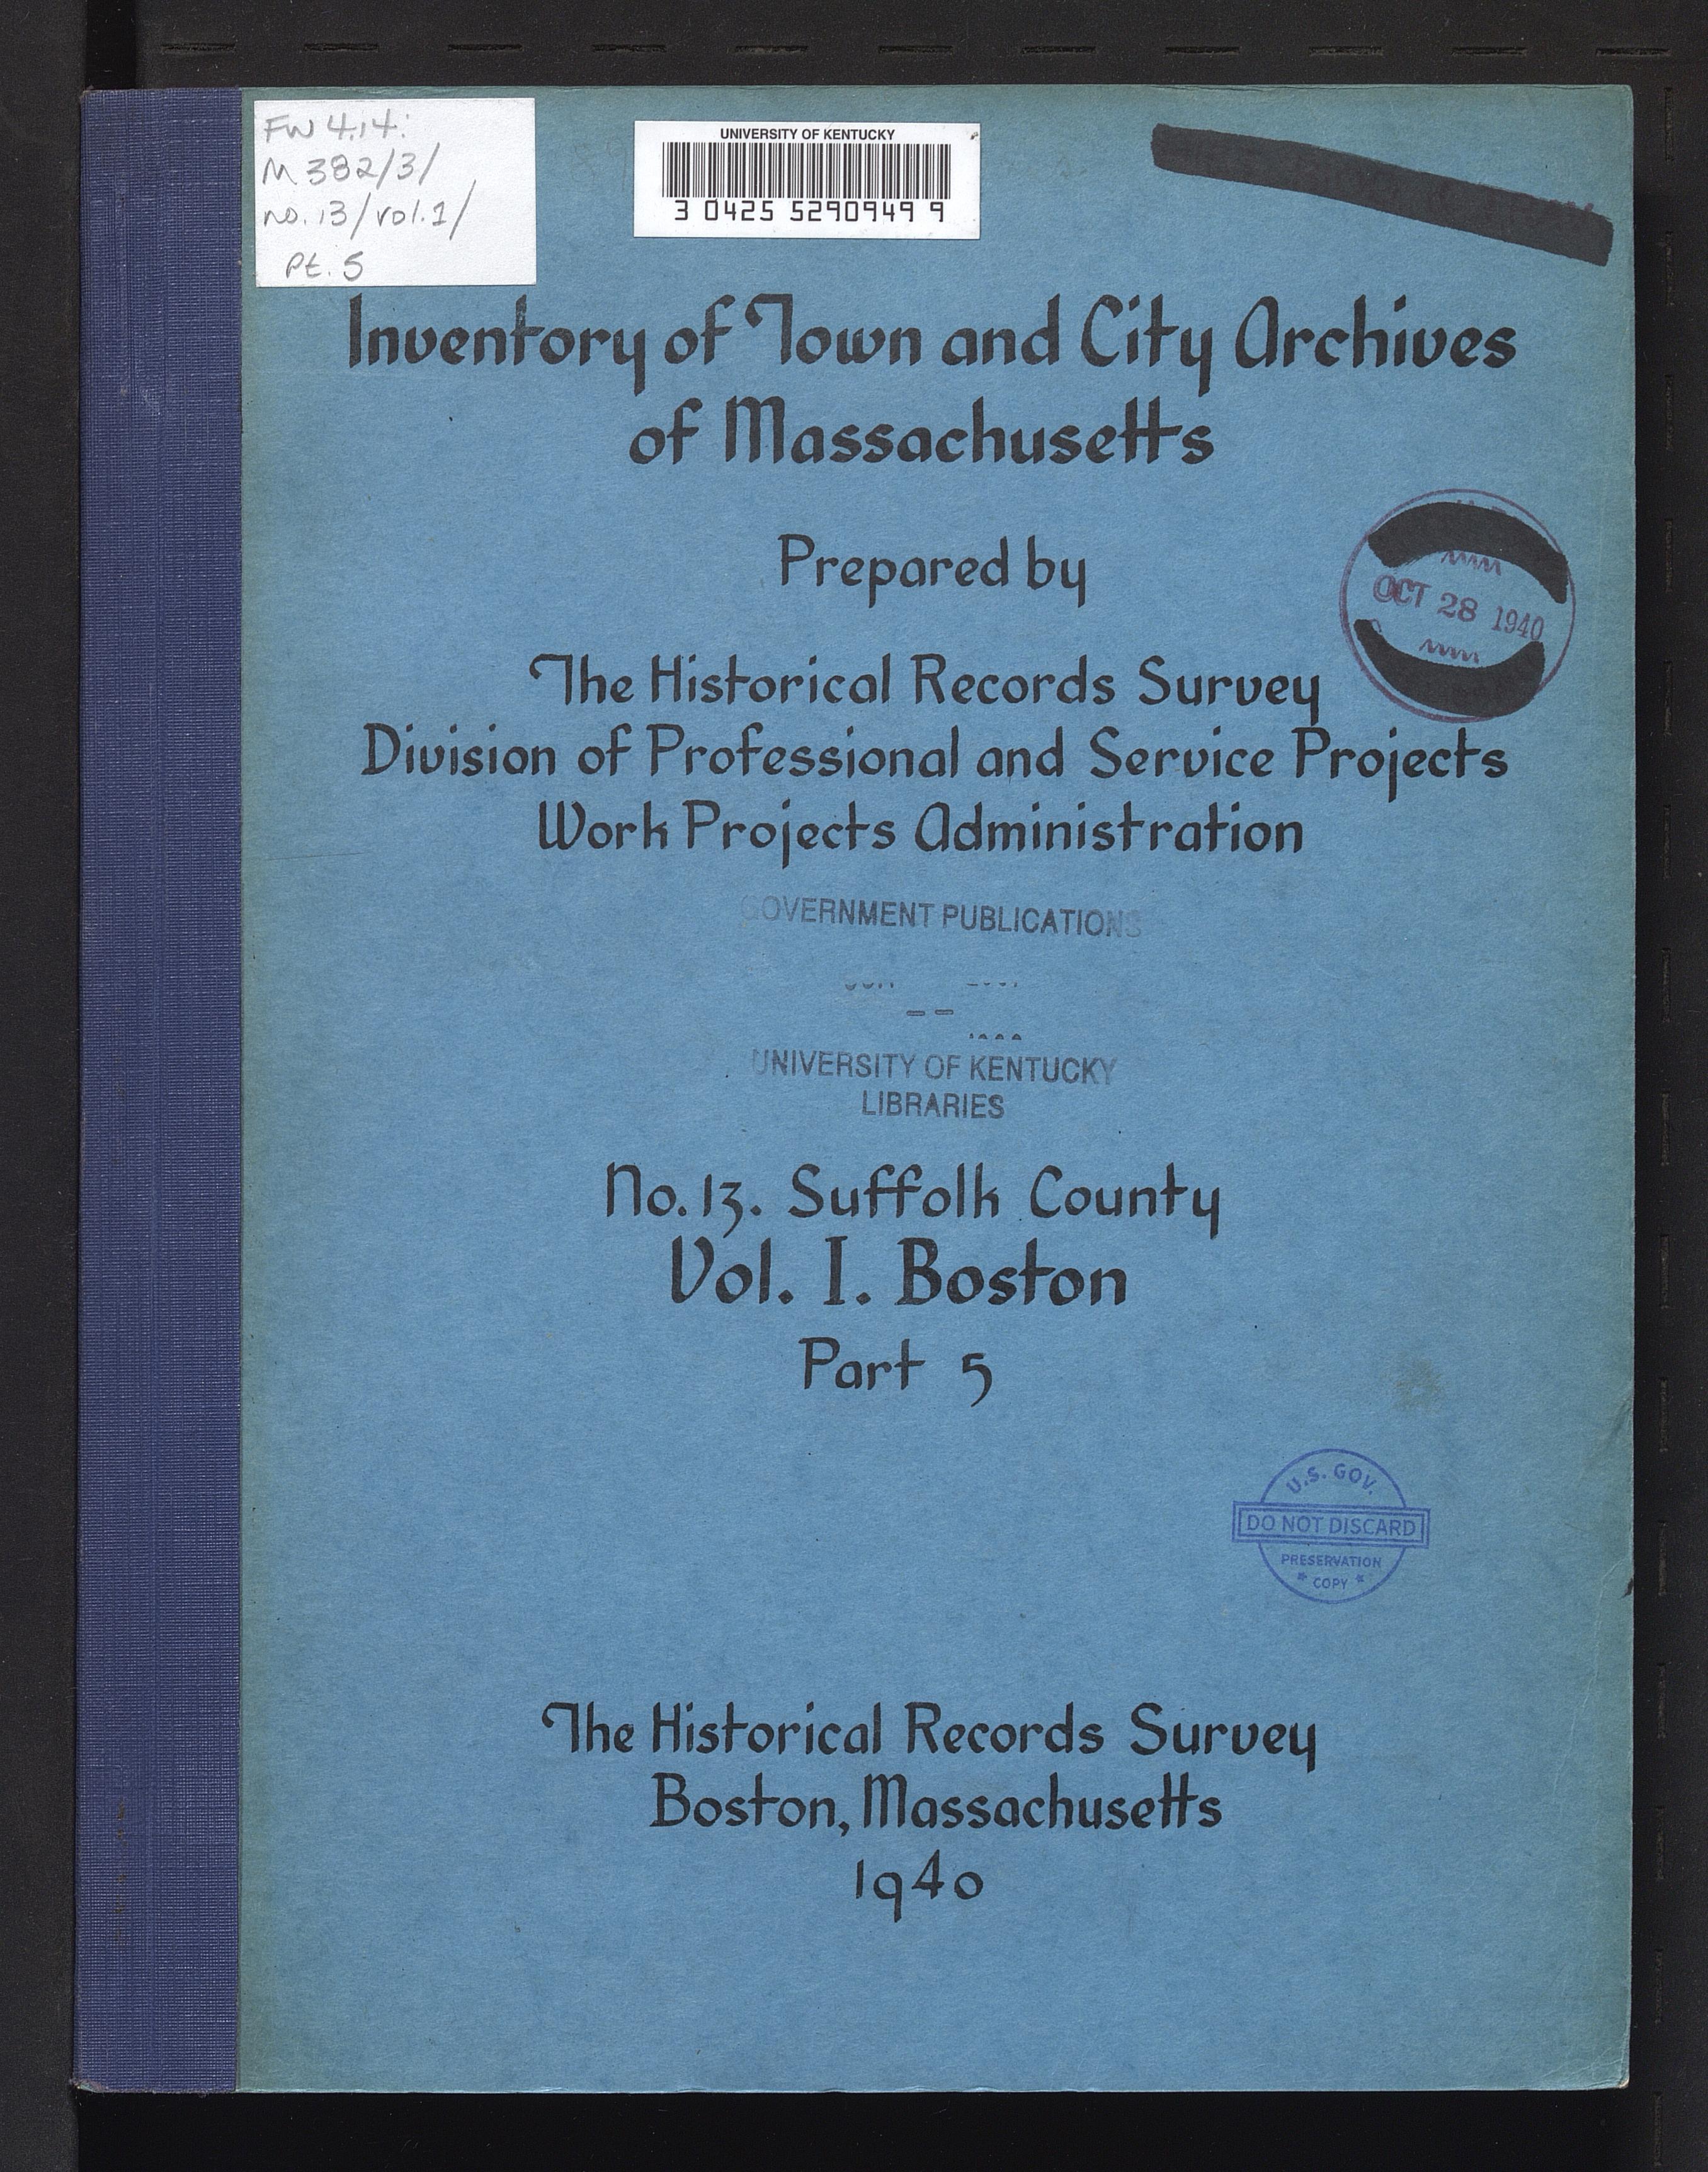 FW 4.14:
M 382/3/
no. 13/vol.1/
Pt. 5
UNIVERSITY OF KENTUCKY
3 0425 5290949 9
Inventory of Town and City Archives
of Massachusetts
Prepared by
OCT 28 1940
The Historical Records Survey
Division of Professional and Service Projects
Work Projects Administration
GOVERNMENT PUBLICATIONS
UNIVERSITY OF KENTUCKY
LIBRARIES
No. 13. Suffolk County
Vol. I. Boston
Part 5
U.S. GOV.
DO NOT DISCARD
PRESERVATION
* COPY *
The Historical Records Survey
Boston, Massachusetts
1940